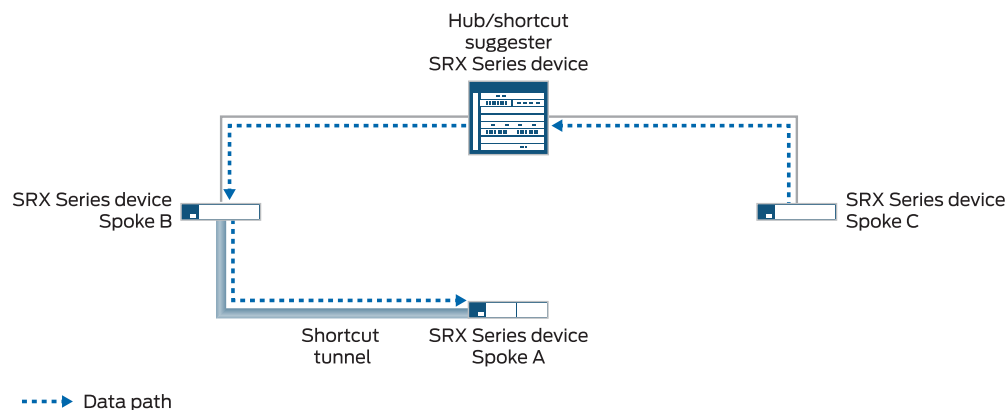 Hub/shortcut
suggester
SRX Series device
SRX Series device
Spoke B
SRX Series device
Spoke C
Shortcut
tunnel
SRX Series device
Spoke A
Data path